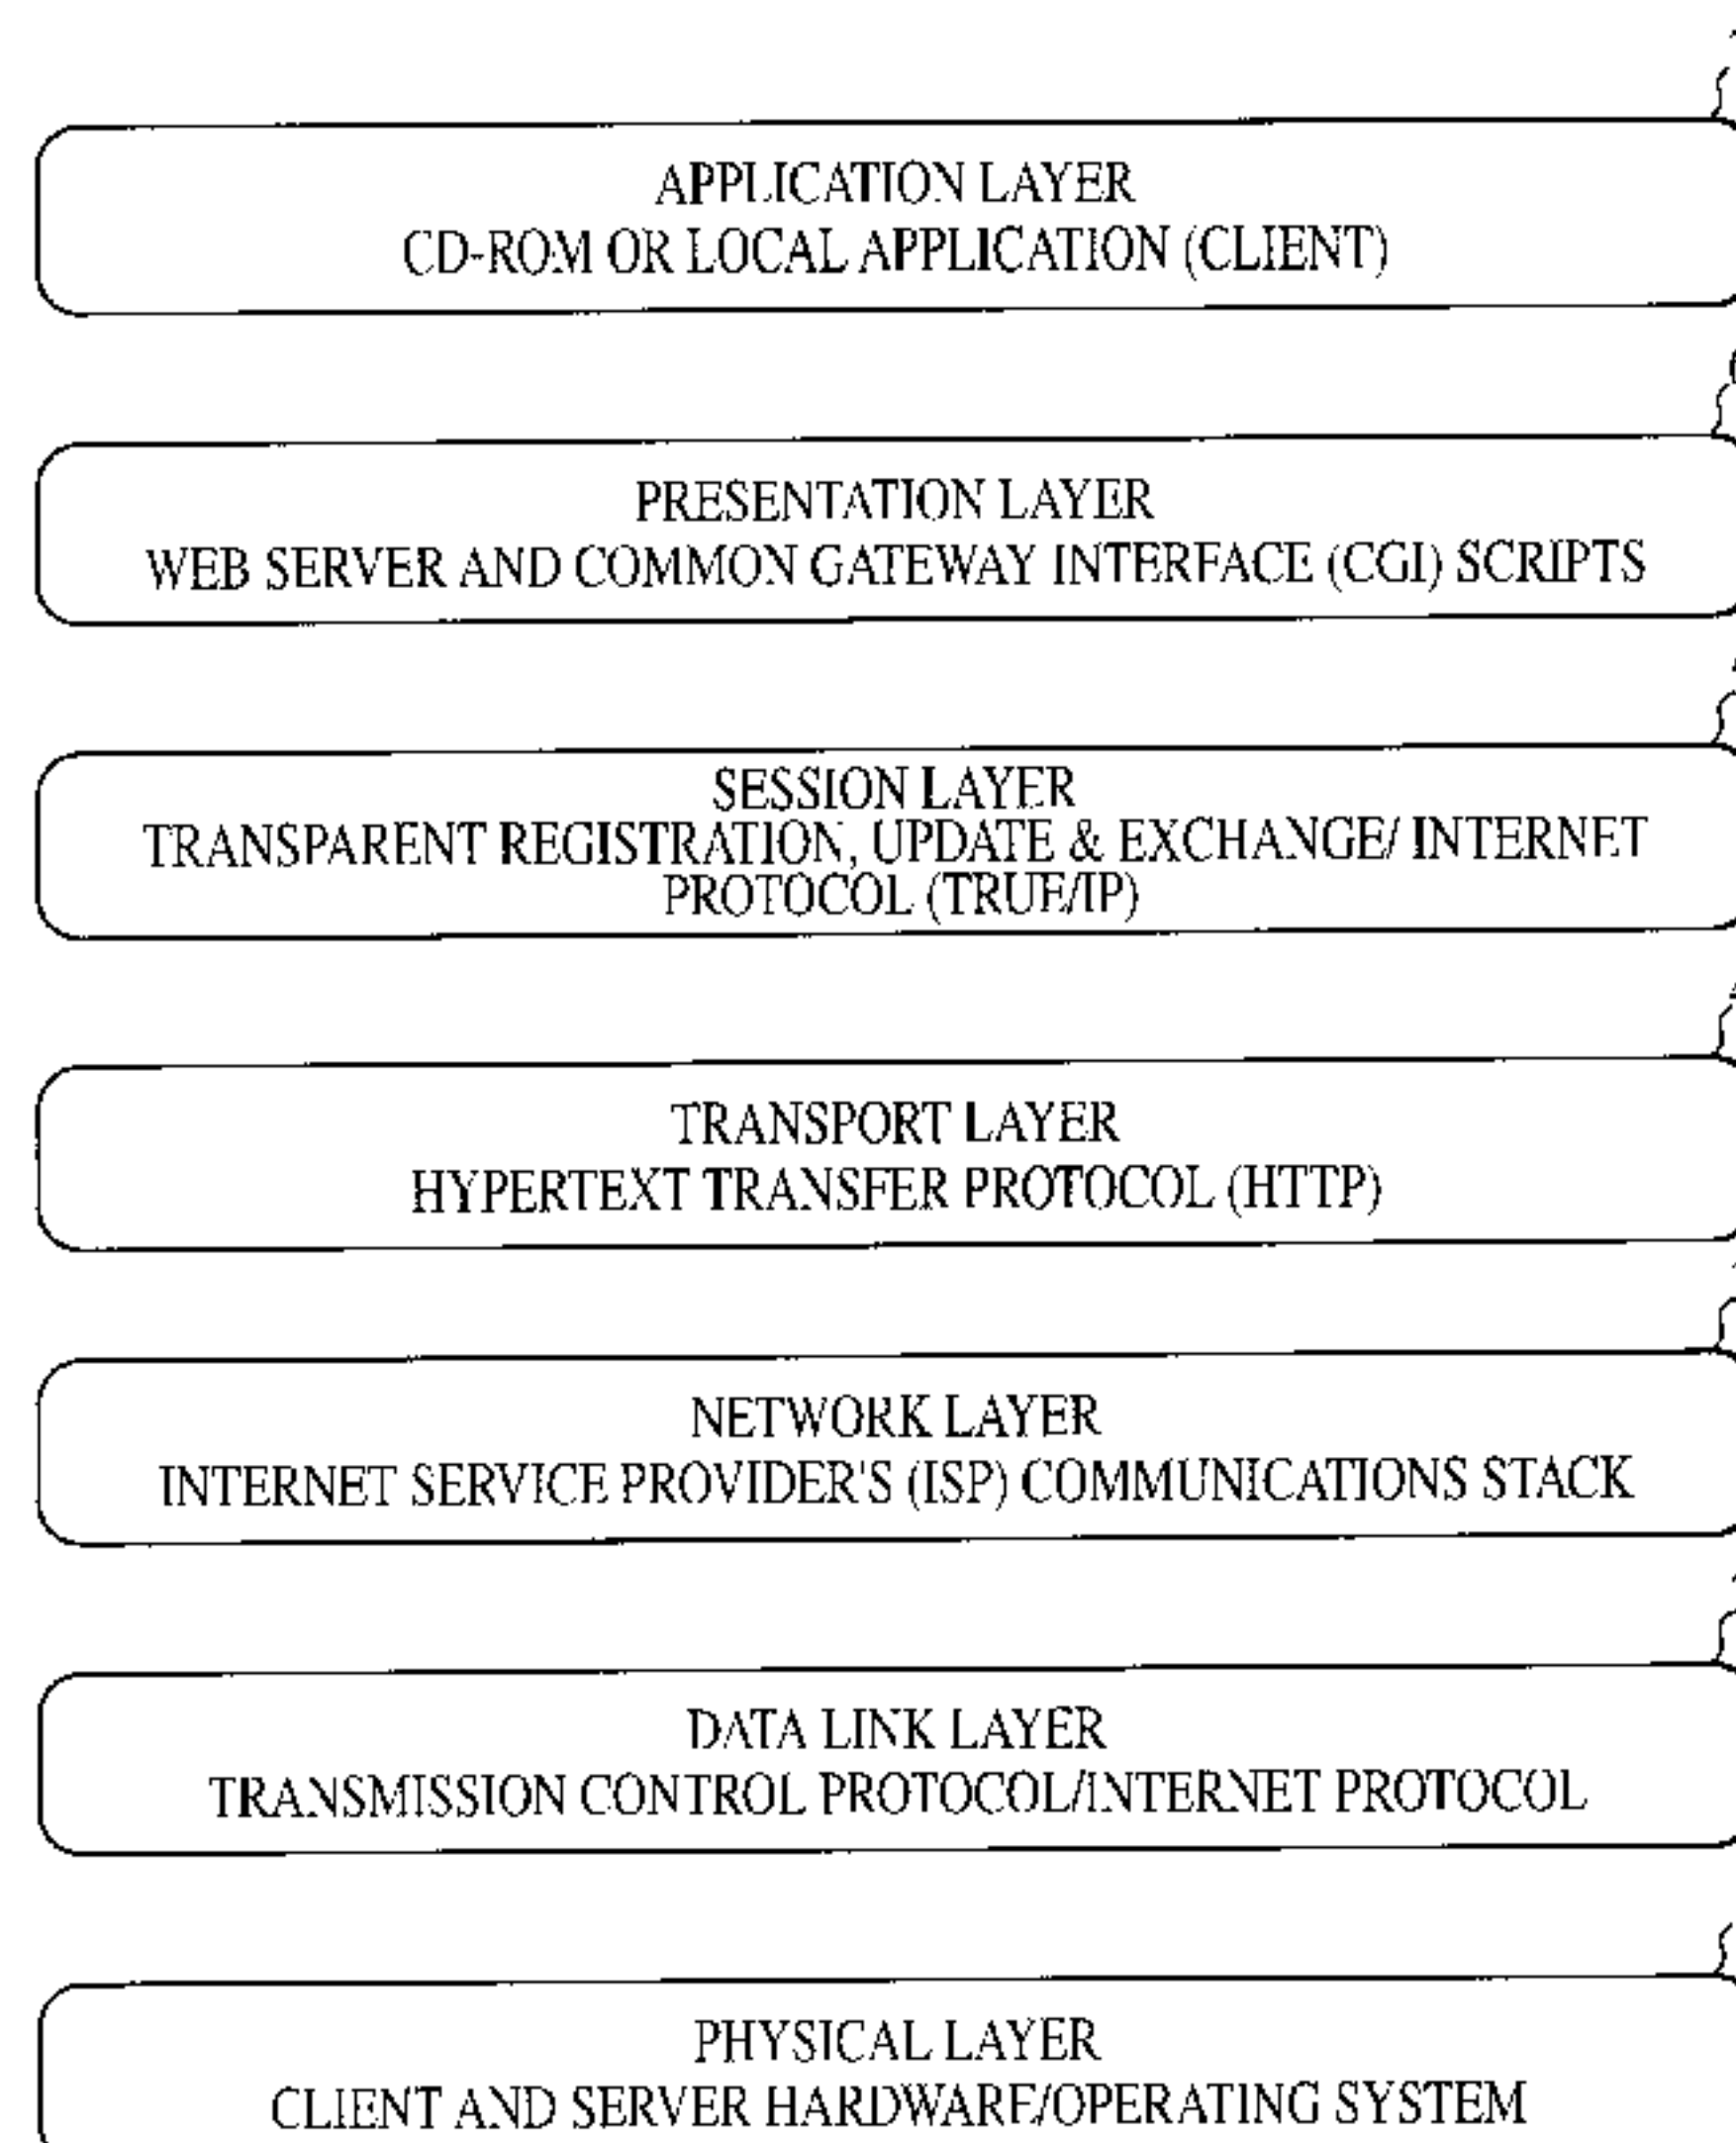 APPLICATION LAYER
CD-ROM OR LOCAL APPLICATION (CLIENT)
PRESENTATION LAYER
WEB SERVER AND COMMON GATEWAY INTERFACE (CGI) SCRIPTS
SESSION LAYER
TRANSPARENT REGISTRATION, UPDATE & EXCHANGE/ INTERNET
PROTOCOL (TRUE/IP)
TRANSPORT LAYER
HYPERTEXT TRANSFER PROTOCOL (HTTP)
NETWORK LAYER
INTERNET SERVICE PROVIDER'S (ISP) COMMUNICATIONS STACK
DATA LINK LAYER
TRANSMISSION CONTROL PROTOCOL/INTERNET PROTOCOL
PHYSICAL LAYER
CLIENT AND SERVER HARDWARE/OPERATING SYSTEM